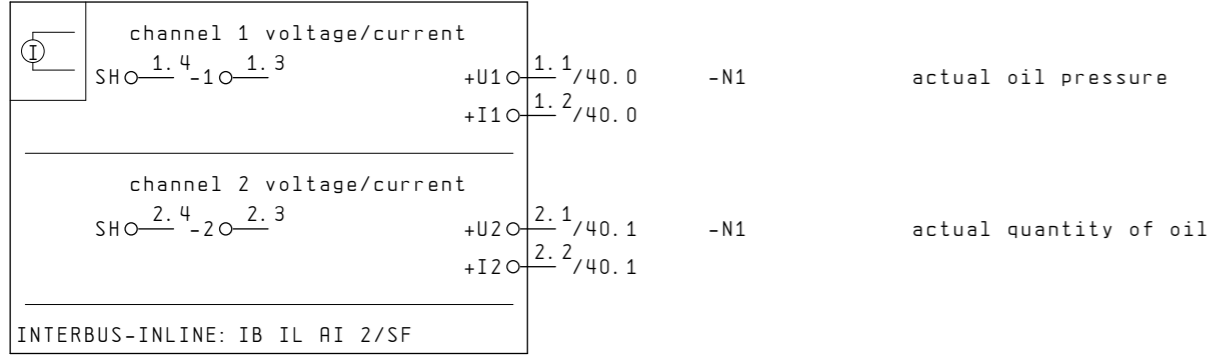 channel 1 voltage/current
I SH 1.4 -1 1.3 +U1 1.1 /40.0 -N1 actual oil pressure
+I1 1.2 /40.0
channel 2 voltage/current
SH 2.4 -2 2.3 +U2 2.1 /40.1 -N1 actual quantity of oil
+I2 2.2 /40.1
INTERBUS-INLINE: IB IL AI 2/SF